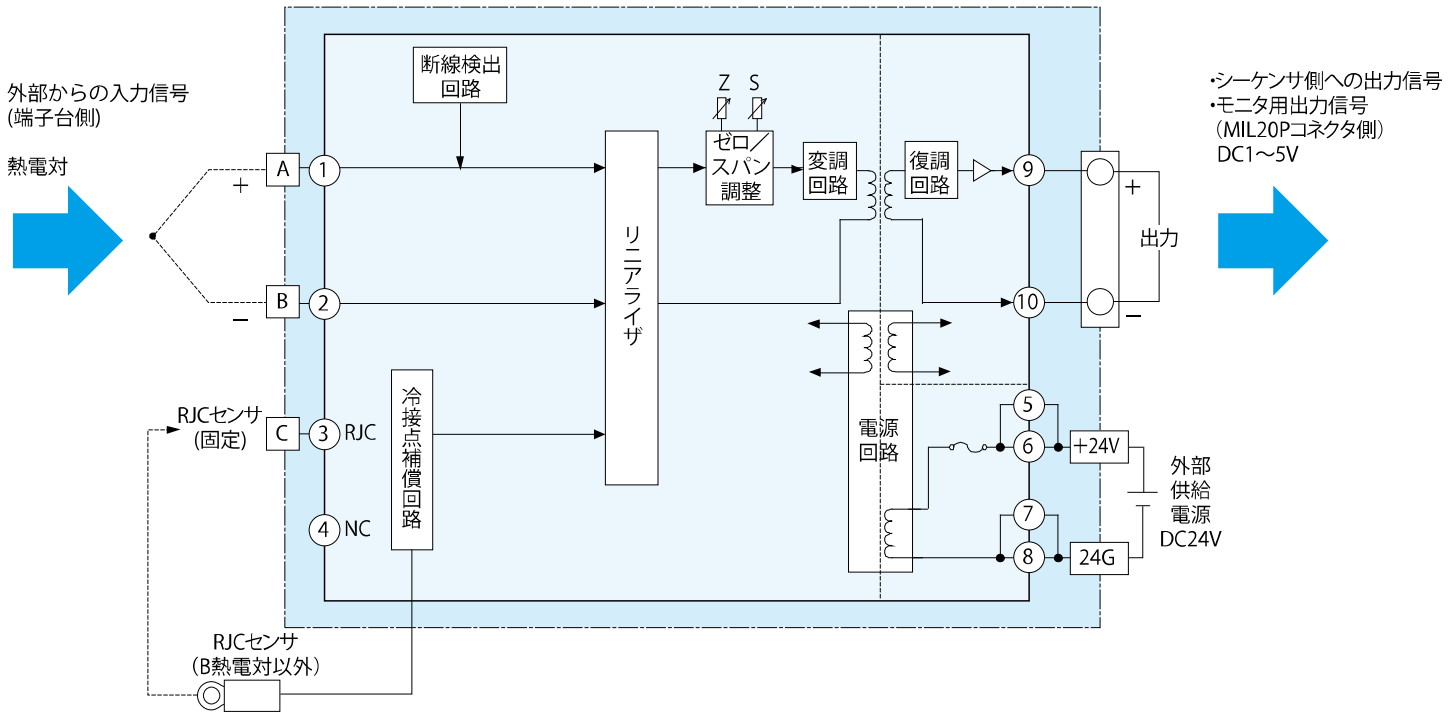 外部からの入力信号
(端子台側)
熱電対
A
+
B
−
RJCセンサ
(固定)
C
1
2
3
RJC
4
NC
断線検出
回路
冷接点補償回路
リニアライザ
Z
S
ゼロ／
スパン
調整
変調
回路
復調
回路
電源
回路
9
10
5
6
7
8
+24V
24G
外部
供給
電源
DC24V
+
出力
−
・シーケンサ側への出力信号
・モニタ用出力信号
（MIL20Pコネクタ側）
DC1～5V
RJCセンサ
（B熱電対以外）